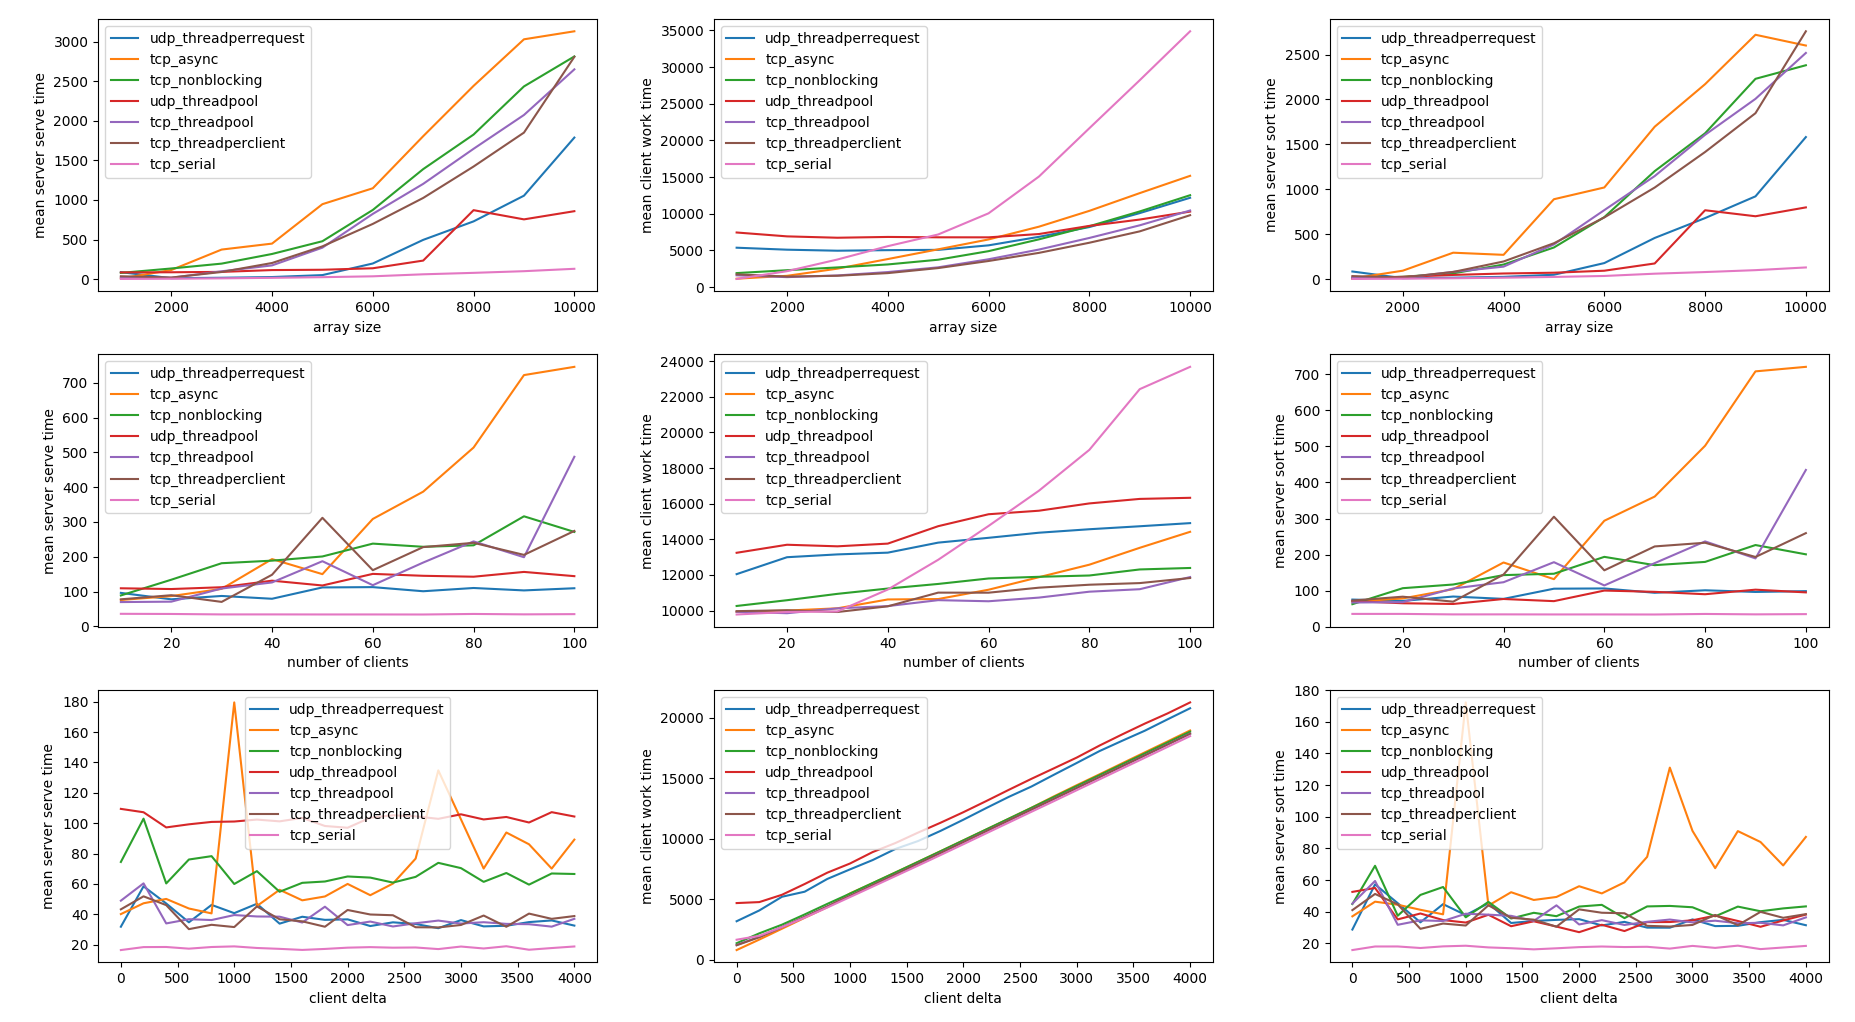 mean server serve time
3000
2500
2000
1500
1000
500
0
udp_threadperrequest
tcp_async
tcp_nonblocking
udp_threadpool
tcp_threadpool
tcp_threadperclient
tcp_serial
2000 4000 6000 8000 10000
array size
mean client work time
35000
30000
25000
20000
15000
10000
5000
0
udp_threadperrequest
tcp_async
tcp_nonblocking
udp_threadpool
tcp_threadpool
tcp_threadperclient
tcp_serial
2000 4000 6000 8000 10000
array size
mean server sort time
2500
2000
1500
1000
500
0
udp_threadperrequest
tcp_async
tcp_nonblocking
udp_threadpool
tcp_threadpool
tcp_threadperclient
tcp_serial
2000 4000 6000 8000 10000
array size
mean server serve time
700
600
500
400
300
200
100
0
udp_threadperrequest
tcp_async
tcp_nonblocking
udp_threadpool
tcp_threadpool
tcp_threadperclient
tcp_serial
20 40 60 80 100
number of clients
mean client work time
24000
22000
20000
18000
16000
14000
12000
10000
udp_threadperrequest
tcp_async
tcp_nonblocking
udp_threadpool
tcp_threadpool
tcp_threadperclient
tcp_serial
20 40 60 80 100
number of clients
mean server sort time
700
600
500
400
300
200
100
0
udp_threadperrequest
tcp_async
tcp_nonblocking
udp_threadpool
tcp_threadpool
tcp_threadperclient
tcp_serial
20 40 60 80 100
number of clients
mean server serve time
180
160
140
120
100
80
60
40
20
udp_threadperrequest
tcp_async
tcp_nonblocking
udp_threadpool
tcp_threadpool
tcp_threadperclient
tcp_serial
0 500 1000 1500 2000 2500 3000 3500 4000
client delta
mean client work time
20000
15000
10000
5000
0
udp_threadperrequest
tcp_async
tcp_nonblocking
udp_threadpool
tcp_threadpool
tcp_threadperclient
tcp_serial
0 500 1000 1500 2000 2500 3000 3500 4000
client delta
mean server sort time
180
160
140
120
100
80
60
40
20
udp_threadperrequest
tcp_async
tcp_nonblocking
udp_threadpool
tcp_threadpool
tcp_threadperclient
tcp_serial
0 500 1000 1500 2000 2500 3000 3500 4000
client delta